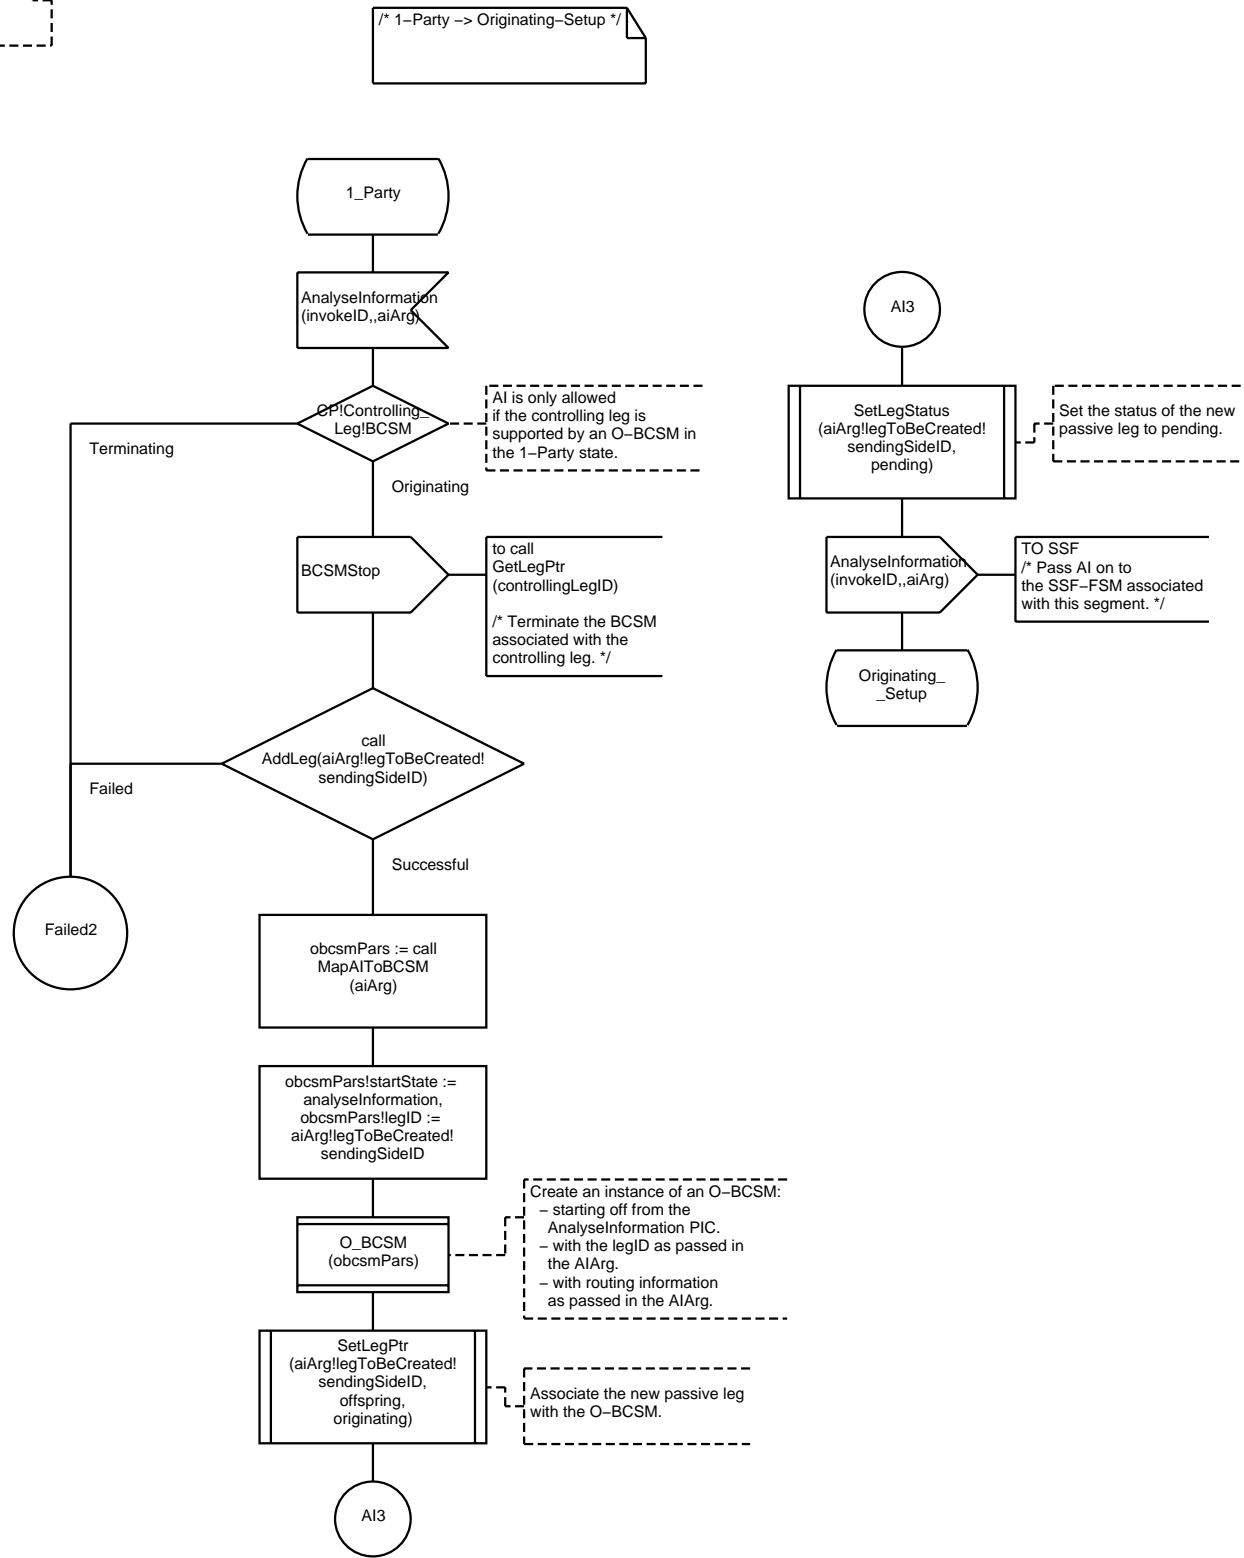 /* 1–Party –> Originating–Setup */
1_Party
AnalyseInformation
(invokeID,,aiArg)
CP!Controlling_
Leg!BCSM
AI is only allowed
if the controlling leg is
supported by an O–BCSM in
the 1–Party state.
Terminating
Originating
BCSMStop
to call
GetLegPtr
(controllingLegID)
/* Terminate the BCSM
associated with the
controlling leg. */
call
AddLeg(aiArg!legToBeCreated!
sendingSideID)
Failed
Successful
Failed2
obcsmPars := call
MapAIToBCSM
(aiArg)
obcsmPars!startState :=
analyseInformation,
obcsmPars!legID :=
aiArg!legToBeCreated!
sendingSideID
O_BCSM
(obcsmPars)
Create an instance of an O–BCSM:
– starting off from the
AnalyseInformation PIC.
– with the legID as passed in
the AIArg.
– with routing information
as passed in the AIArg.
SetLegPtr
(aiArg!legToBeCreated!
sendingSideID,
offspring,
originating)
Associate the new passive leg
with the O–BCSM.
AI3
AI3
SetLegStatus
(aiArg!legToBeCreated!
sendingSideID,
pending)
Set the status of the new
passive leg to pending.
AnalyseInformation
(invokeID,,aiArg)
TO SSF
/* Pass AI on to
the SSF–FSM associated
with this segment. */
Originating_
_Setup